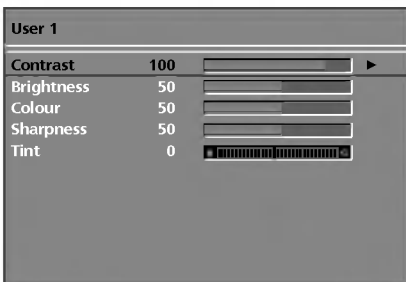 User 1
Contrast 100
Brightness 50
Colour 50
Sharpness 50
Tint 0